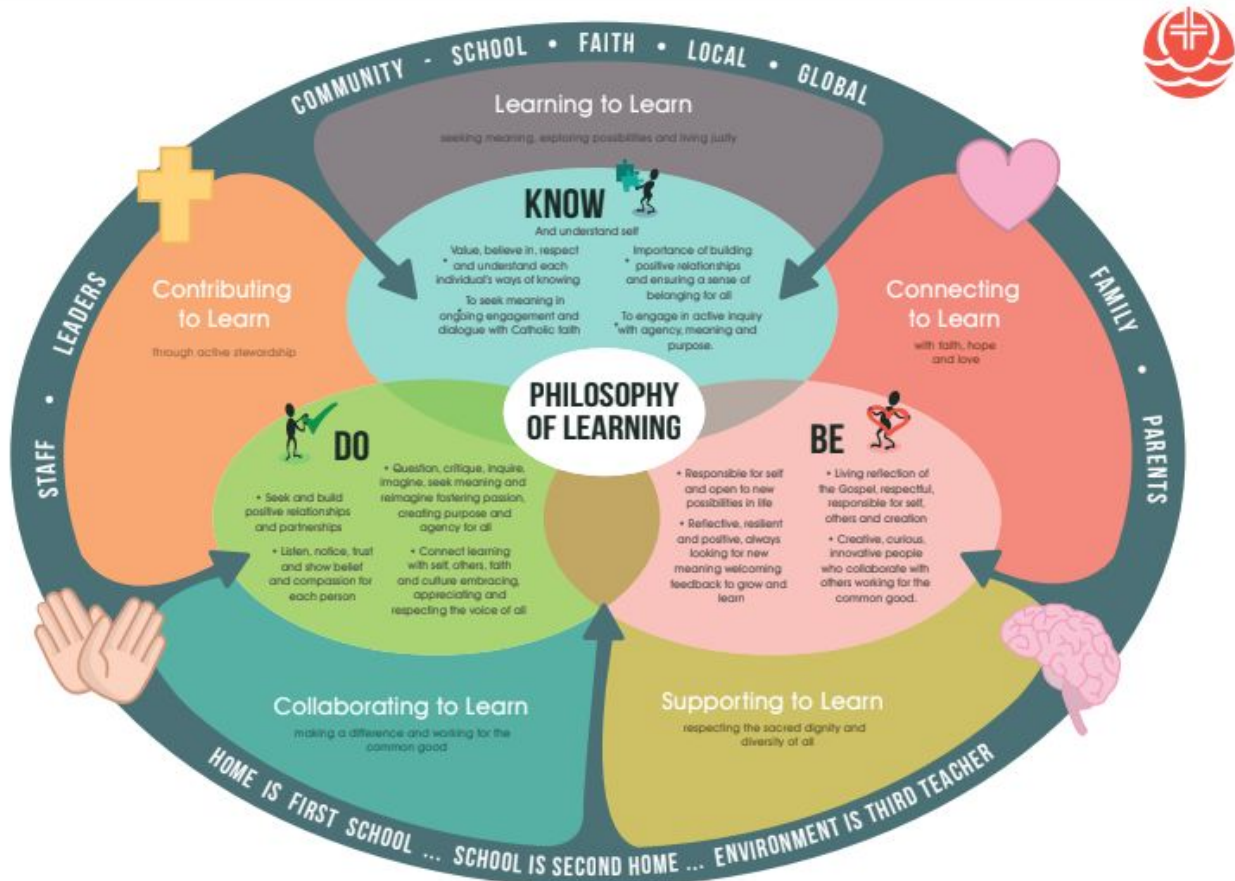 COMMUNITY - SCHOOL • FAITH • LOCAL • GLOBAL
Learning to Learn
seeking meaning, exploring possibilities and living justly
KNOW
And understand self
• Value, believe in, respect
and understand each
individual's ways of knowing
• To seek meaning in
ongoing engagement and
dialogue with Catholic faith
• Importance of building
positive relationships
and ensuring a sense of
belonging for all
• To engage in active inquiry
with agency, meaning and
purpose.
STAFF • LEADERS
Contributing
to Learn
through active stewardship
Connecting
to Learn
with faith, hope
and love
FAMILY • PARENTS
PHILOSOPHY
OF LEARNING
DO
• Seek and build
positive relationships
and partnerships
• Listen, notice, trust
and show belief
and compassion for
each person
• Question, critique, inquire,
imagine, seek meaning and
reimagine fostering passion,
creating purpose and
agency for all
• Connect learning
with self, others, faith
and culture embracing,
appreciating and
respecting the voice of all
BE
• Responsible for self
and open to new
possibilities in life
• Reflective, resilient
and positive, always
looking for new
meaning welcoming
feedback to grow and
learn
• Living reflection of
the Gospel, respectful,
responsible for self,
others and creation
• Creative, curious,
innovative people
who collaborate with
others working for the
common good.
Collaborating to Learn
making a difference and working for the
common good
Supporting to Learn
respecting the sacred dignity and
diversity of all
HOME IS FIRST SCHOOL ... SCHOOL IS SECOND HOME ... ENVIRONMENT IS THIRD TEACHER